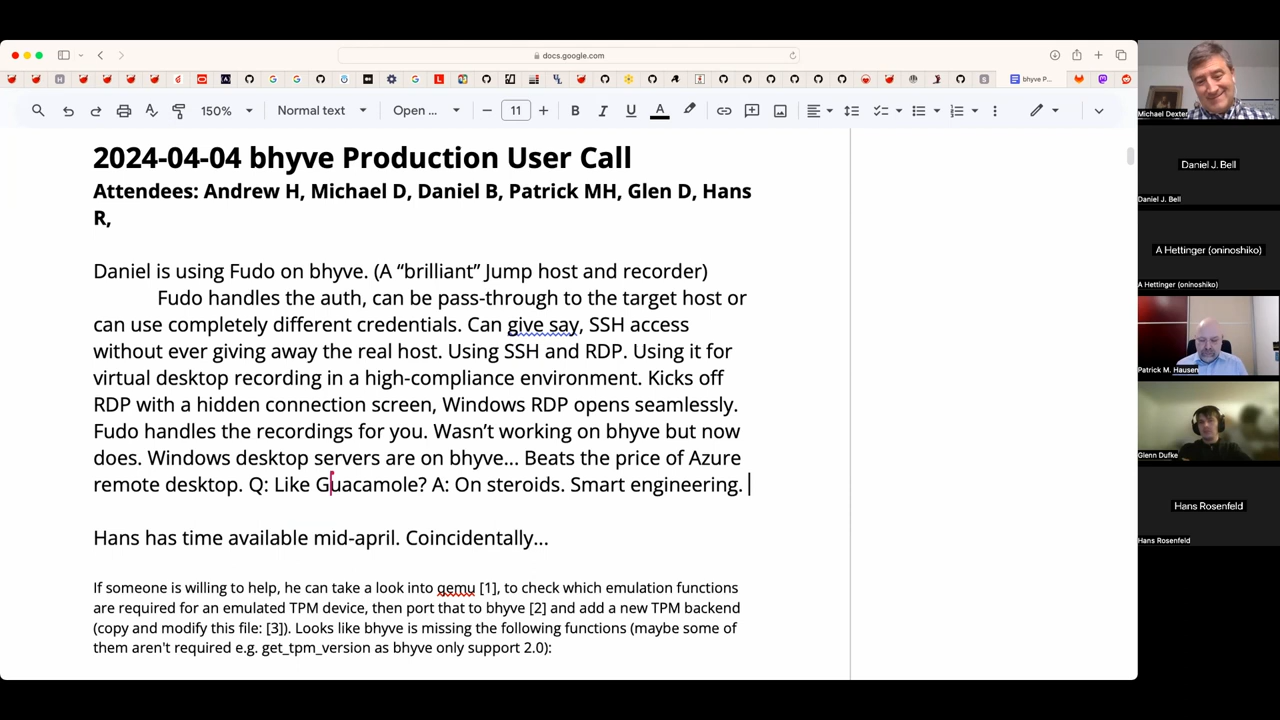 docs.google.com
bhyve P...
150%
Normal text
Open ...
11
2024-04-04 bhyve Production User Call
Attendees: Andrew H, Michael D, Daniel B, Patrick MH, Glen D, Hans
R,
Daniel is using Fudo on bhyve. (A “brilliant” Jump host and recorder)
Fudo handles the auth, can be pass-through to the target host or
can use completely different credentials. Can give say, SSH access
without ever giving away the real host. Using SSH and RDP. Using it for
virtual desktop recording in a high-compliance environment. Kicks off
RDP with a hidden connection screen, Windows RDP opens seamlessly.
Fudo handles the recordings for you. Wasn’t working on bhyve but now
does. Windows desktop servers are on bhyve... Beats the price of Azure
remote desktop. Q: Like Guacamole? A: On steroids. Smart engineering.
Hans has time available mid-april. Coincidentally...
If someone is willing to help, he can take a look into qemu [1], to check which emulation functions
are required for an emulated TPM device, then port that to bhyve [2] and add a new TPM backend
(copy and modify this file: [3]). Looks like bhyve is missing the following functions (maybe some of
them aren't required e.g. get_tpm_version as bhyve only support 2.0):
Michael Dexter
Daniel J. Bell
Daniel J. Bell
A Hettinger (oninoshiko)
A Hettinger (oninoshiko)
Patrick M. Hausen
Glenn Dufke
Hans Rosenfeld
Hans Rosenfeld